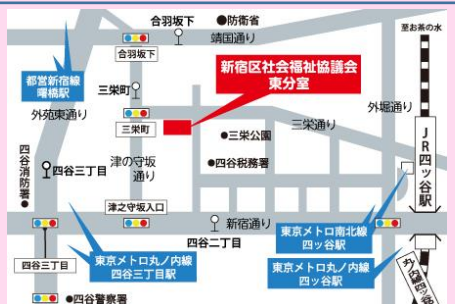 合羽坂下
●防衛省
至お茶の水
靖国通り
合羽坂下
都営新宿線
曙橋駅
新宿区社会福祉協議会
東分室
三栄町
外苑東通り
外堀通り
三栄町
●三栄公園
三栄通り
JR四ッ谷駅
四谷消防署●
四谷三丁目
津の守坂
通り
●四谷税務署
津之守坂入口
新宿通り
四谷二丁目
東京メトロ南北線
四ッ谷駅
東京メトロ丸ノ内線
四谷三丁目駅
東京メトロ丸ノ内線
四ッ谷駅
四谷三丁目
●四谷警察署